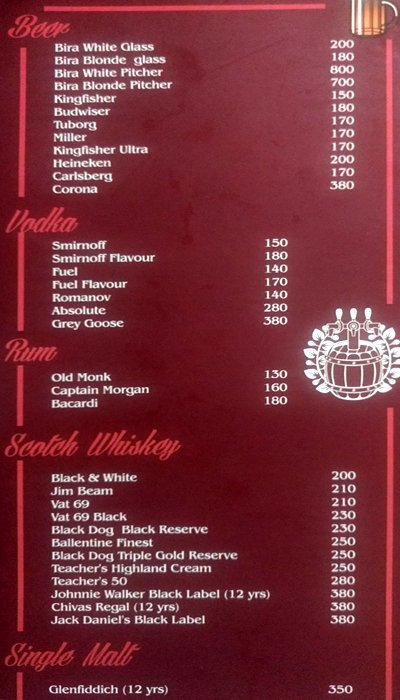 Beer
Bira White Glass 200
Bira Blonde glass 180
Bira White Pitcher 800
Bira Blonde Pitcher 700
Kingfisher 150
Budwiser 180
Tuborg 170
Miller 170
Kingfisher Ultra 170
Heineken 200
Carlsberg 170
Corona 380
Vodka
Smirnoff 150
Smirnoff Flavour 180
Fuel 140
Fuel Flavour 170
Romanov 140
Absolute 280
Grey Goose 380
Rum
Old Monk 130
Captain Morgan 160
Bacardi 180
Scotch Whiskey
Black & White 200
Jim Beam 210
Vat 69 210
Vat 69 Black 230
Black Dog Black Reserve 230
Ballentine Finest 250
Black Dog Triple Gold Reserve 250
Teacher's Highland Cream 250
Teacher's 50 280
Johnnie Walker Black Label (12 yrs) 380
Chivas Regal (12 yrs) 380
Jack Daniel's Black Label 380
Single Malt
Glenfiddich (12 yrs) 350